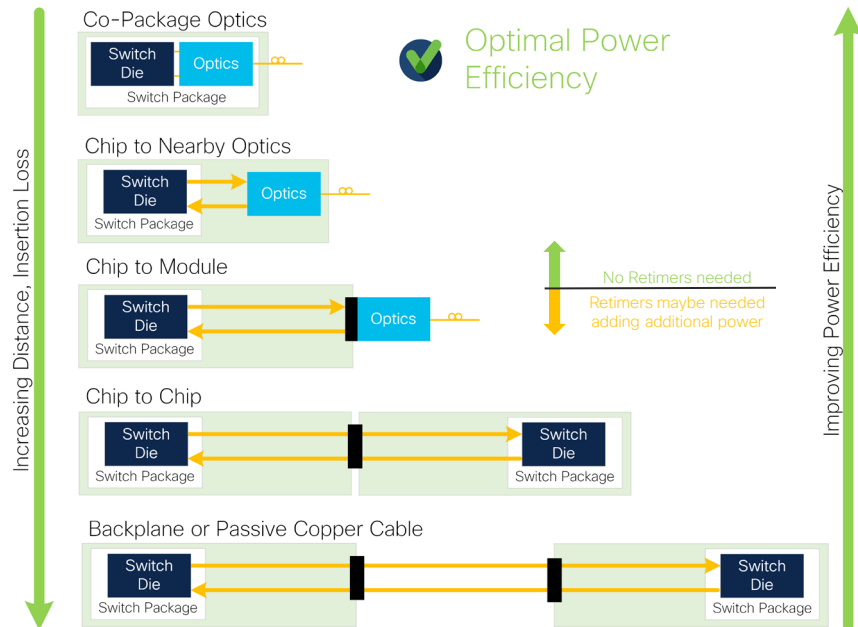 Co-Package Optics
Switch
Die
Optics
Switch Package
Optimal Power
Efficiency
Chip to Nearby Optics
Switch
Die
Optics
Switch Package
Chip to Module
Switch
Die
Optics
Switch Package
No Retimers needed
Retimers maybe needed
adding additional power
Chip to Chip
Switch
Die
Switch Package
Switch
Die
Switch Package
Backplane or Passive Copper Cable
Switch
Die
Switch Package
Switch
Die
Switch Package
Increasing Distance, Insertion Loss
Improving Power Efficiency